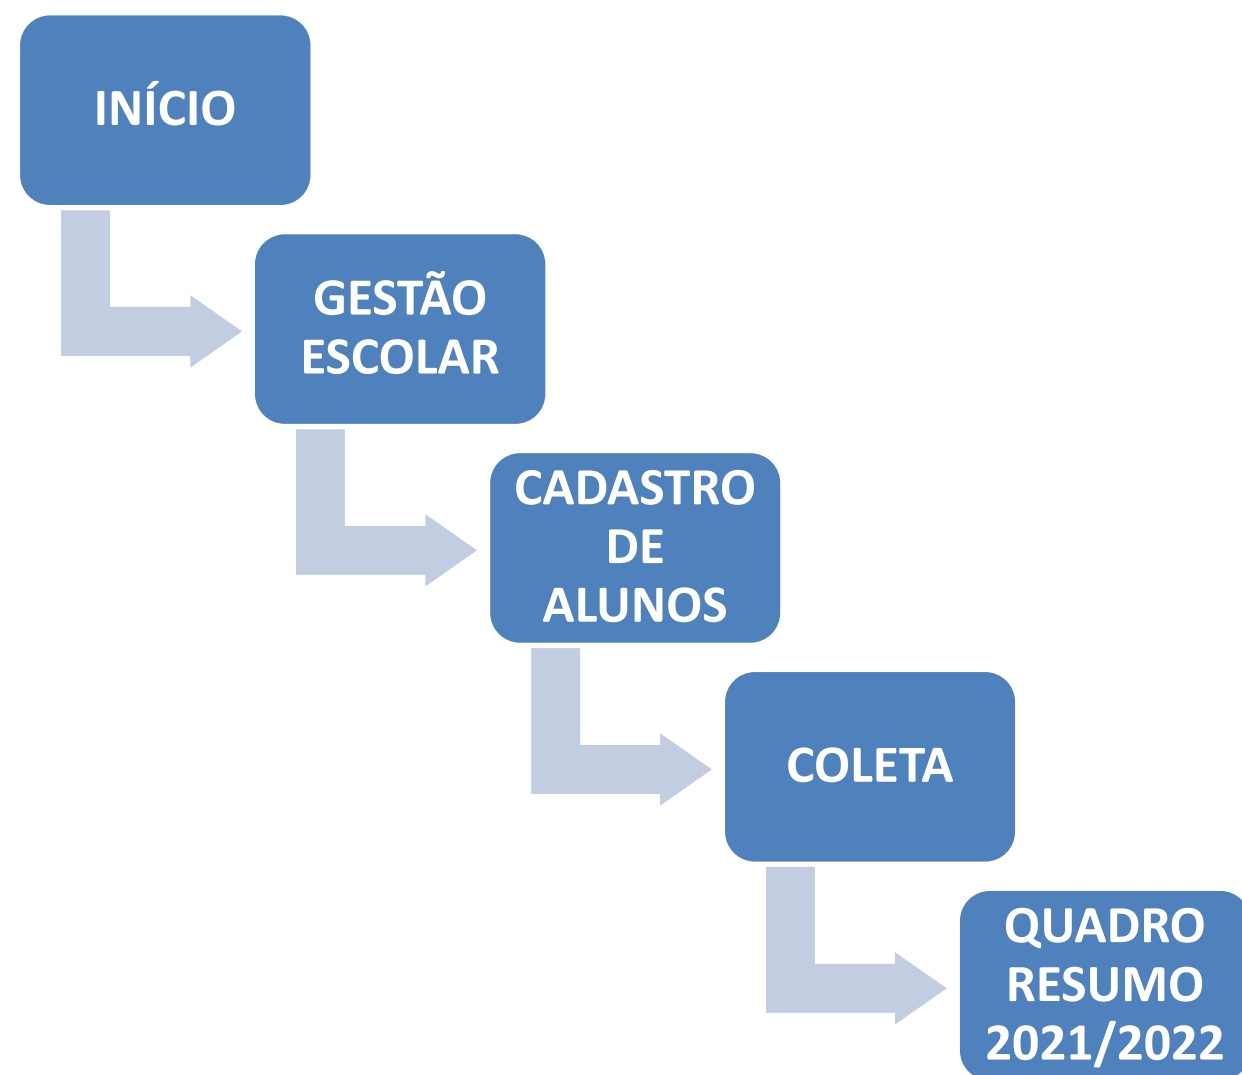 INÍCIO
GESTÃO
ESCOLAR
CADASTRO
DE
ALUNOS
COLETA
QUADRO
RESUMO
2021/2022